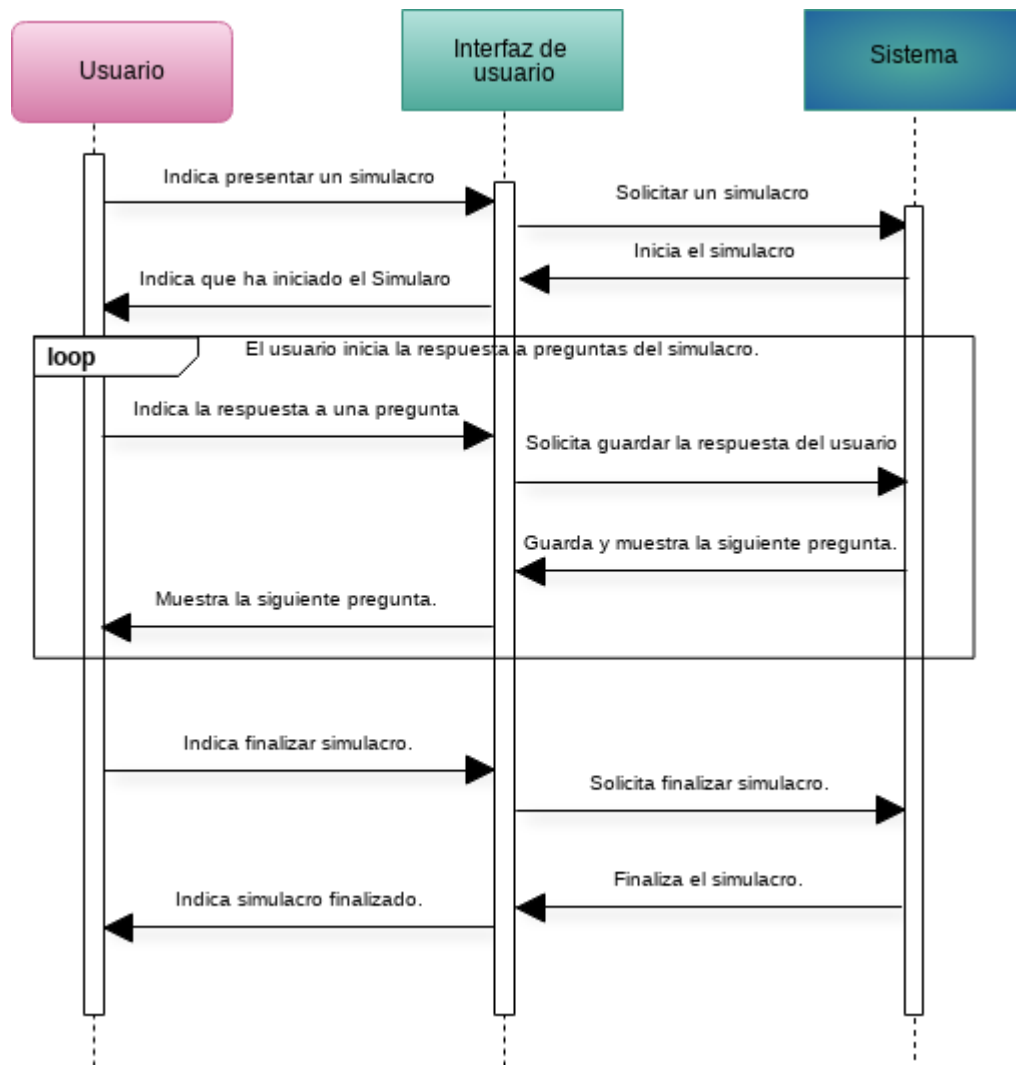 Usuario
Interfaz de
usuario
Sistema
Indica presentar un simulacro
Solicitar un simulacro
Inicia el simulacro
Indica que ha iniciado el Simularo
loop
El usuario inicia la respuesta a preguntas del simulacro.
Indica la respuesta a una pregunta
Solicita guardar la respuesta del usuario
Guarda y muestra la siguiente pregunta.
Muestra la siguiente pregunta.
Indica finalizar simulacro.
Solicita finalizar simulacro.
Finaliza el simulacro.
Indica simulacro finalizado.